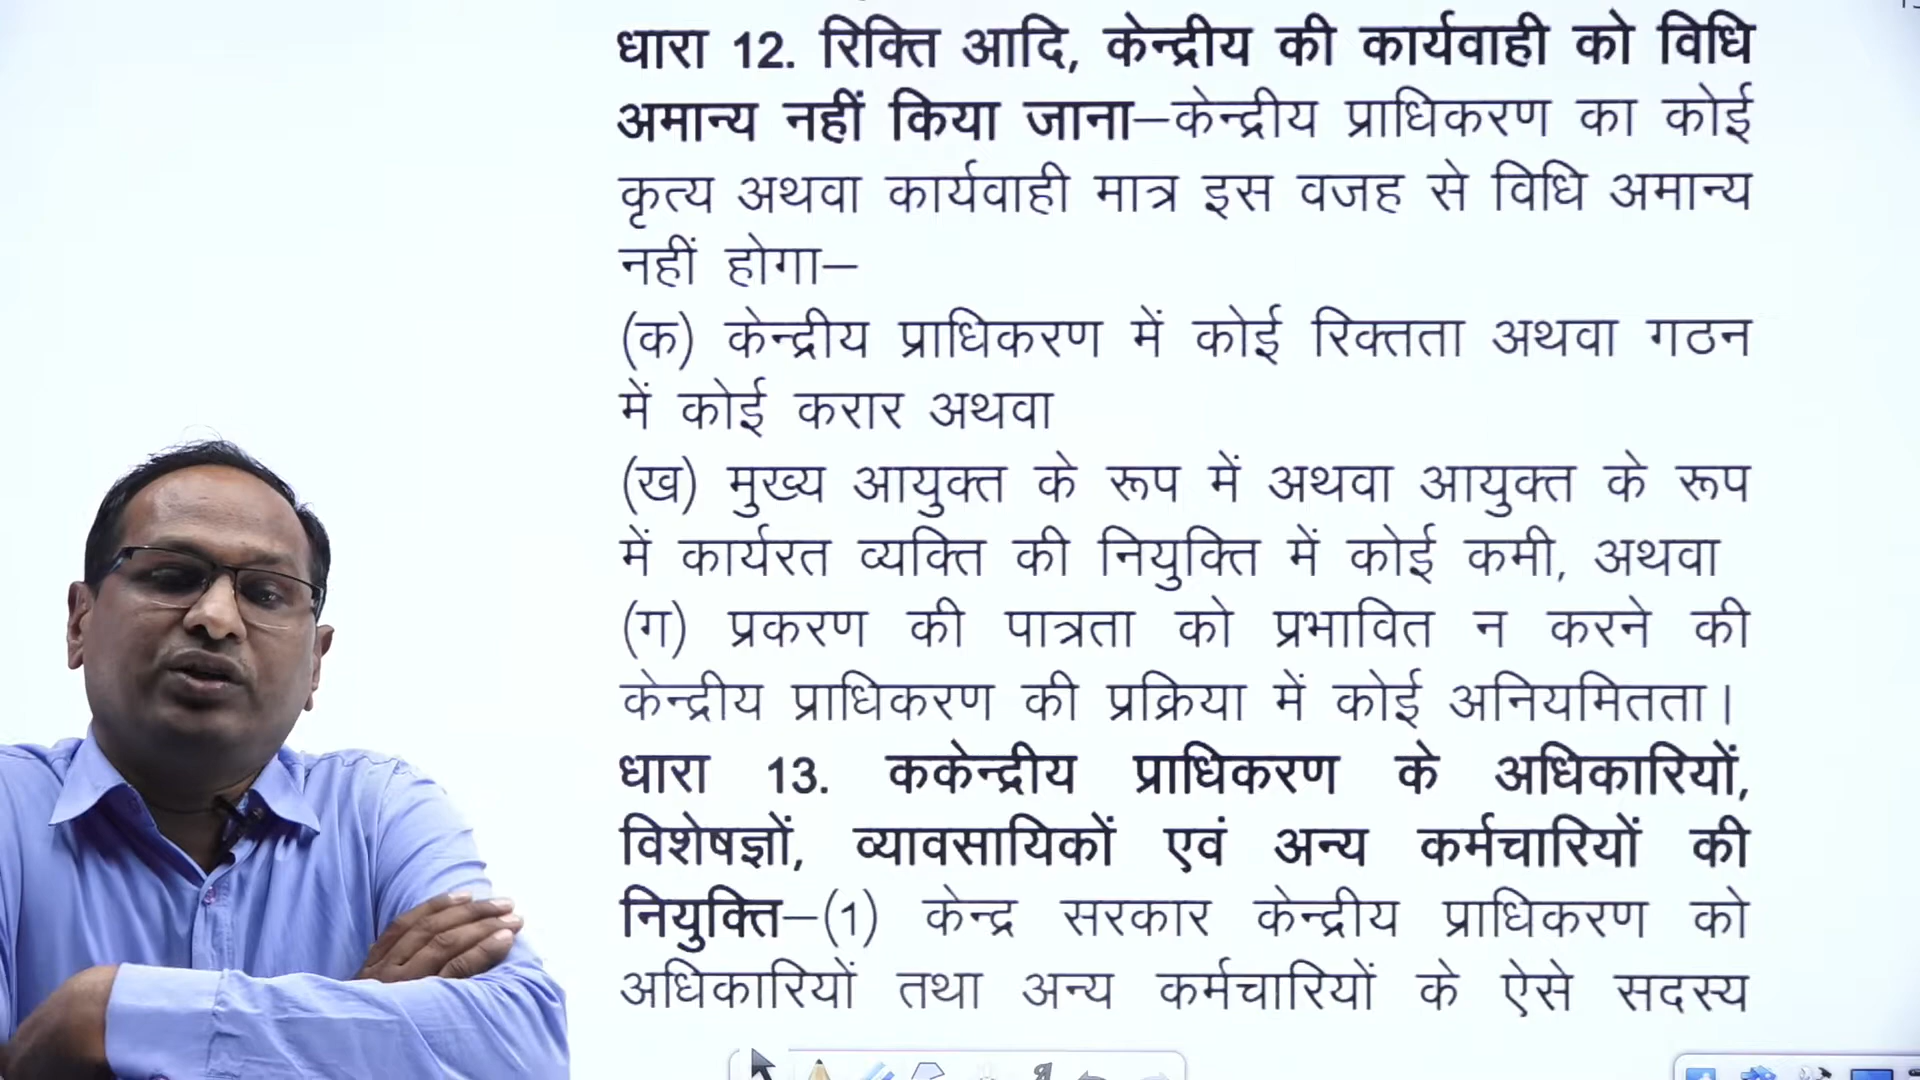 धारा 12. रिक्ति आदि, केन्द्रीय की कार्यवाही को विधि
अमान्य नहीं किया जाना—केन्द्रीय प्राधिकरण का कोई
कृत्य अथवा कार्यवाही मात्र इस वजह से विधि अमान्य
नहीं होगा—
(क) केन्द्रीय प्राधिकरण में कोई रिक्तता अथवा गठन
में कोई करार अथवा
(ख) मुख्य आयुक्त के रूप में अथवा आयुक्त के रूप
में कार्यरत व्यक्ति की नियुक्ति में कोई कमी, अथवा
(ग) प्रकरण की पात्रता को प्रभावित न करने की
केन्द्रीय प्राधिकरण की प्रक्रिया में कोई अनियमितता।
धारा 13. ककेन्द्रीय प्राधिकरण के अधिकारियों,
विशेषज्ञों, व्यावसायिकों एवं अन्य कर्मचारियों की
नियुक्ति—(1) केन्द्र सरकार केन्द्रीय प्राधिकरण को
अधिकारियों तथा अन्य कर्मचारियों के ऐसे सदस्य